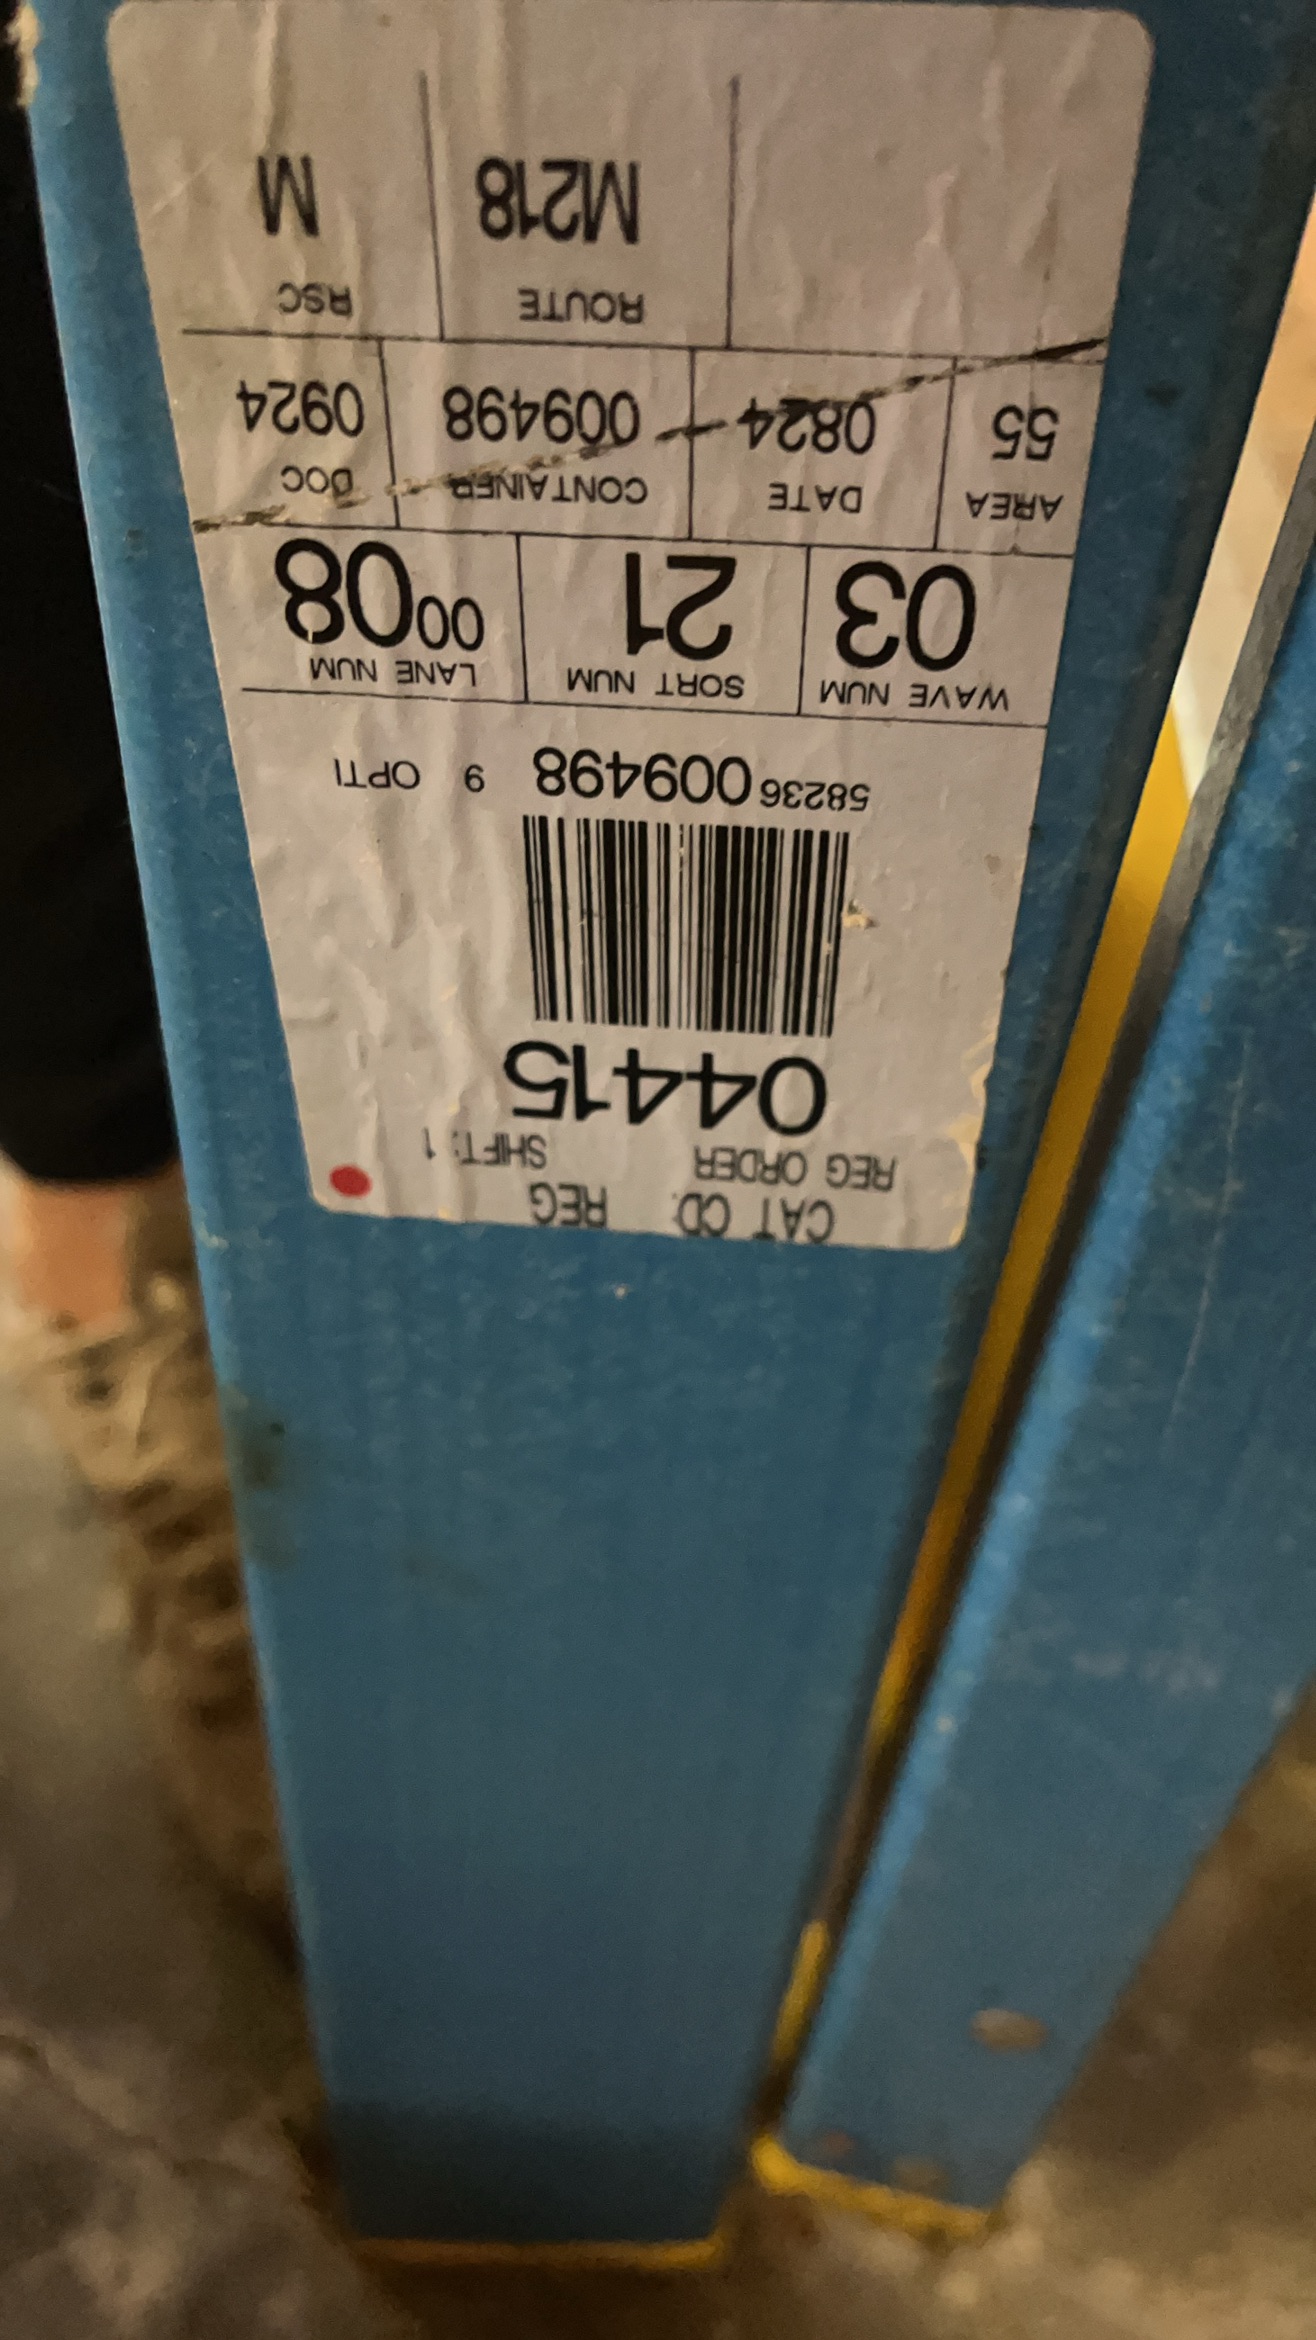 CAT CD: REG
REG ORDER SHIFT: 1
04415
58236 009498 9 OPTI
WAVE NUM SORT NUM LANE NUM
03 21 0008
AREA DATE CONTAINER DOC
55 0824 009498 0924
ROUTE RSC
M218 M